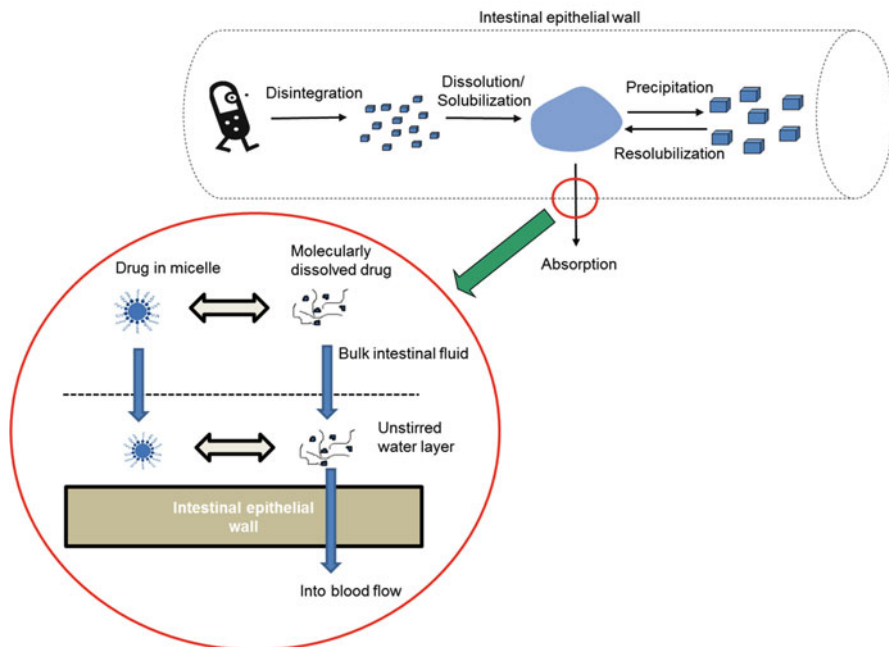 Intestinal epithelial wall
Disintegration
Dissolution/
Solubilization
Precipitation
Resolubilization
Absorption
Drug in micelle
Molecularly
dissolved drug
Bulk intestinal fluid
Unstirred
water layer
Intestinal epithelial
wall
Into blood flow